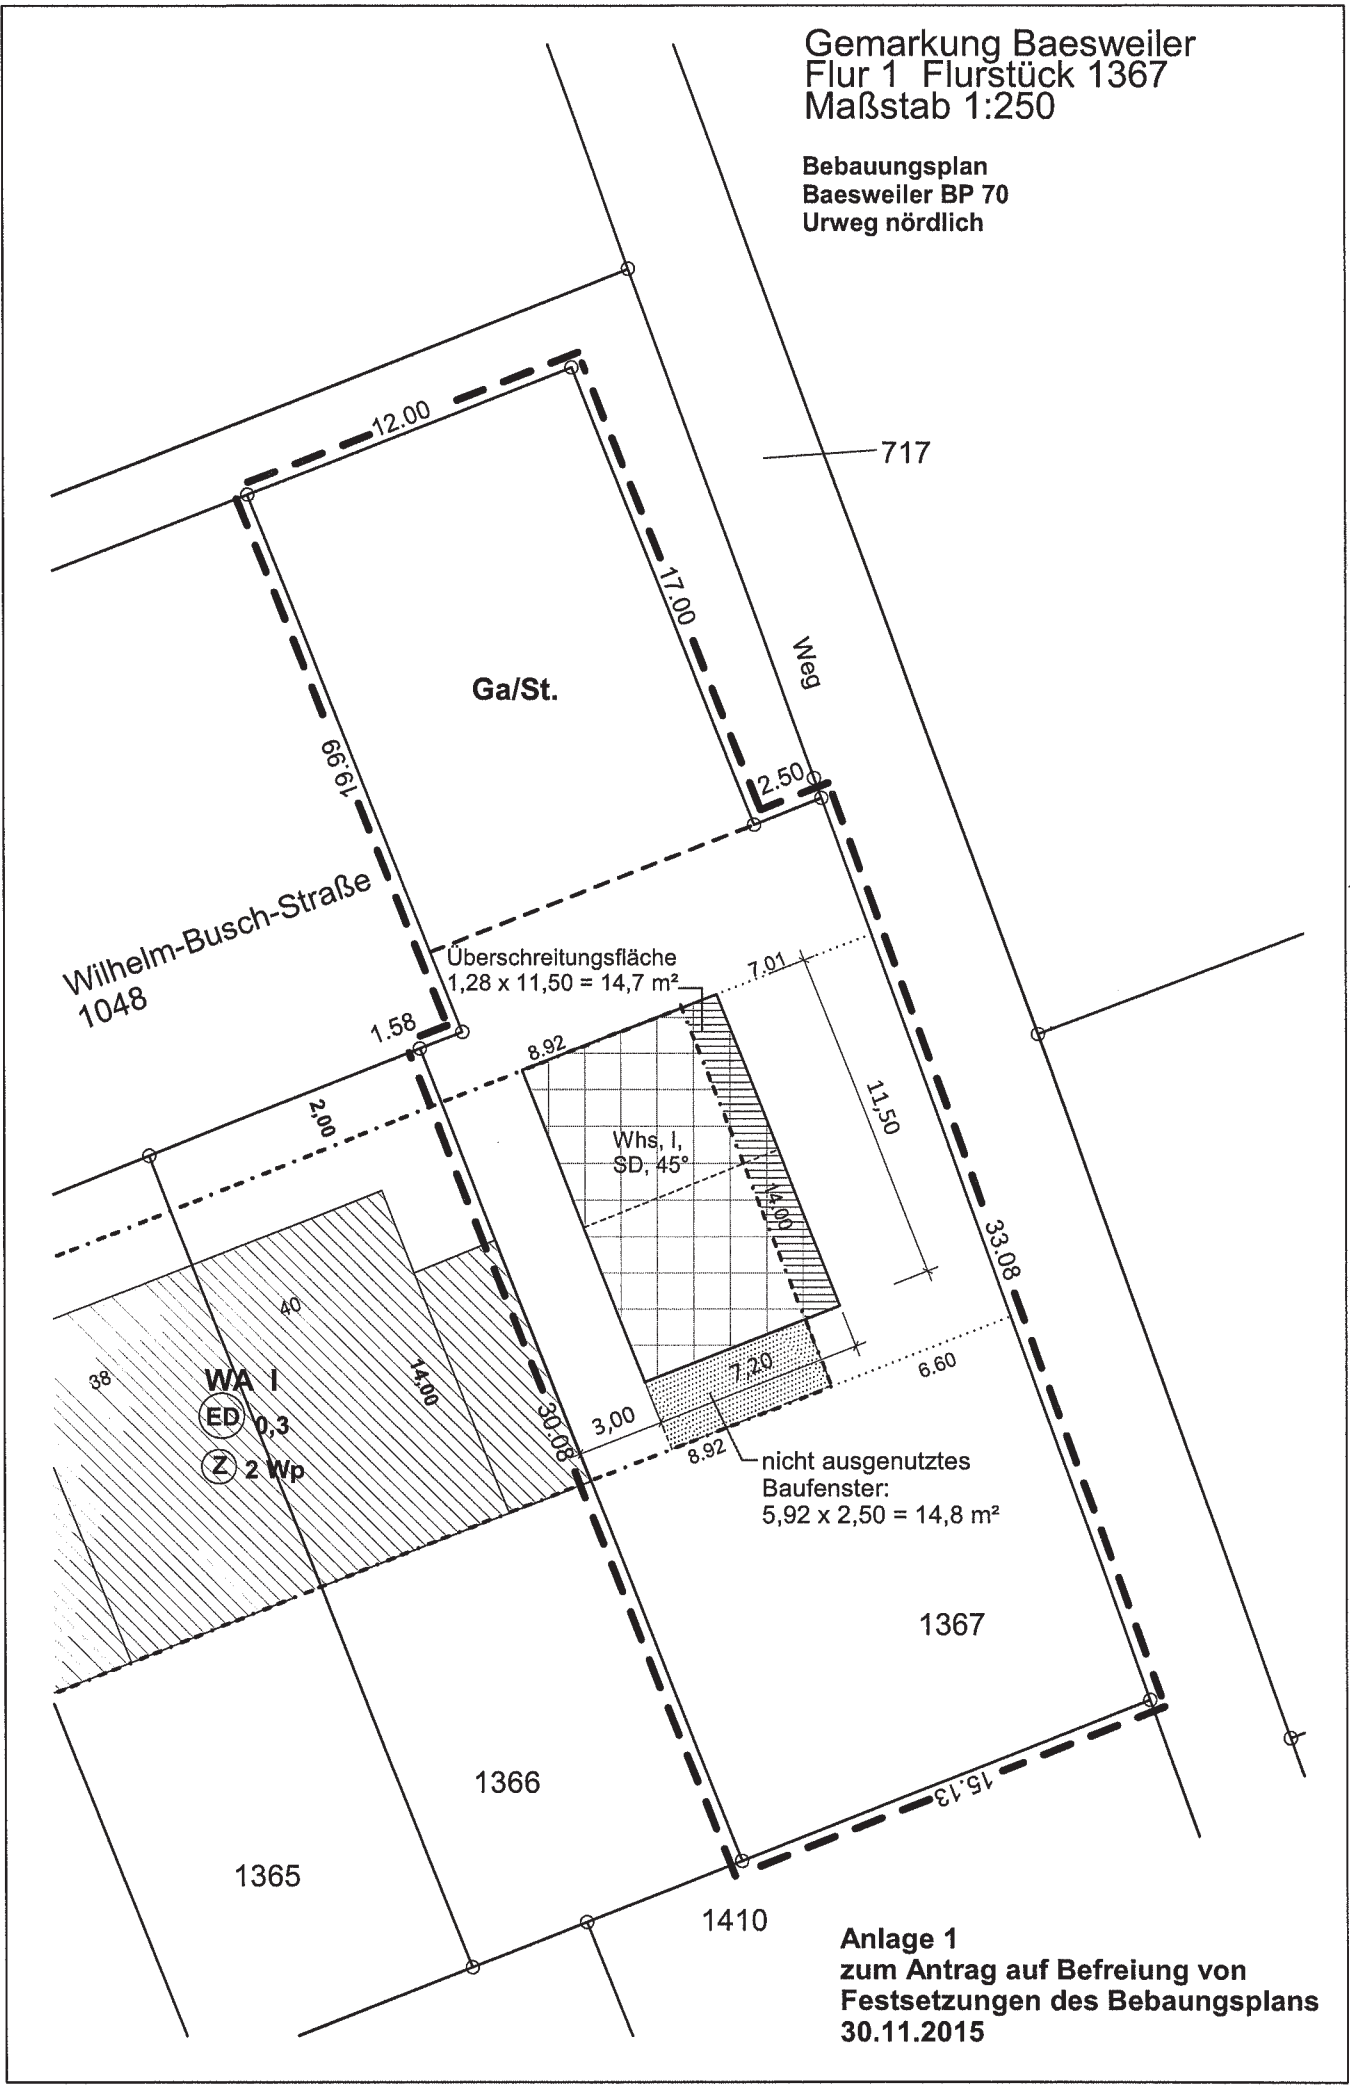 Gemarkung Baesweiler
Flur 1 Flurstück 1367
Maßstab 1:250
Bebauungsplan
Baesweiler BP 70
Urweg nördlich
12.00
717
17.00
Weg
Ga/St.
19.99
2.50
Wilhelm-Busch-Straße
1048
Überschreitungsfläche
1,28 x 11,50 = 14,7 m²
7.01
1.58
8.92
2,00
11,50
Whs, I,
SD, 45°
14.00
33.08
40
38
WA I
ED 0,3
Z 2 Wp
14,00
7,20
6.60
30.08
3,00
8.92
nicht ausgenutztes
Baufenster:
5,92 x 2,50 = 14,8 m²
1367
1366
15.13
1365
1410
Anlage 1
zum Antrag auf Befreiung von
Festsetzungen des Bebaungsplans
30.11.2015